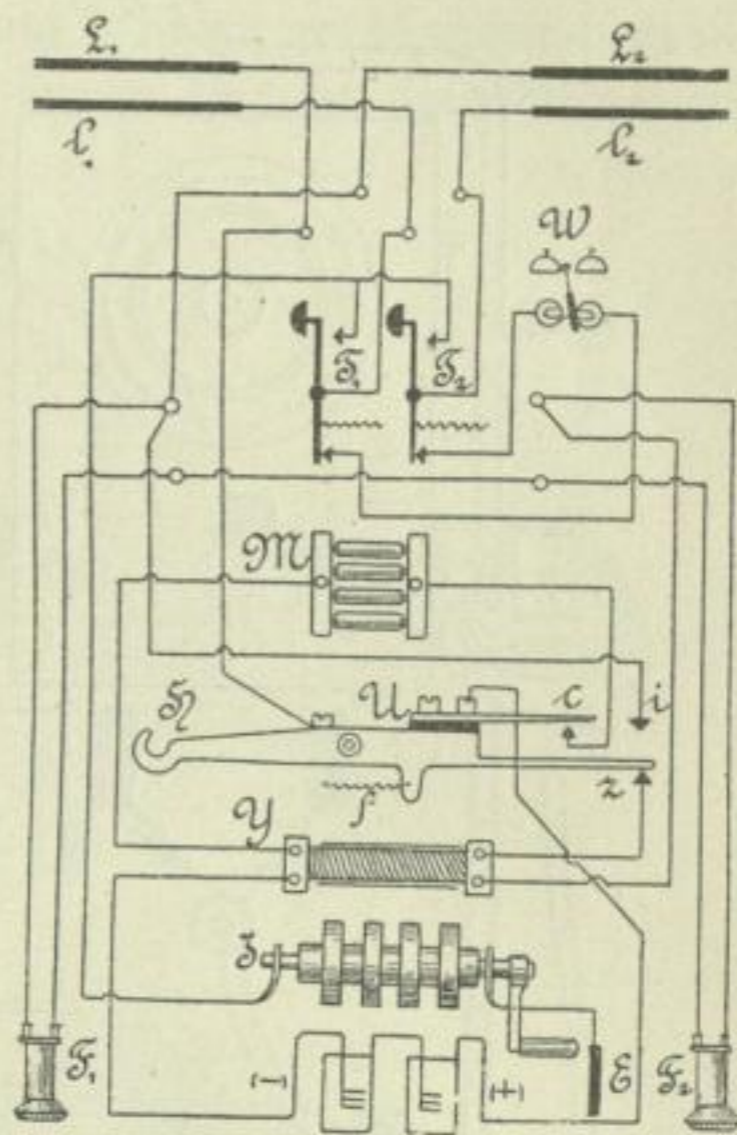 L₁ L₂
l₁ l₂
W
T₁ T₂
M
H U c i
f z
Y
J
F₁ (−) (+) E F₂